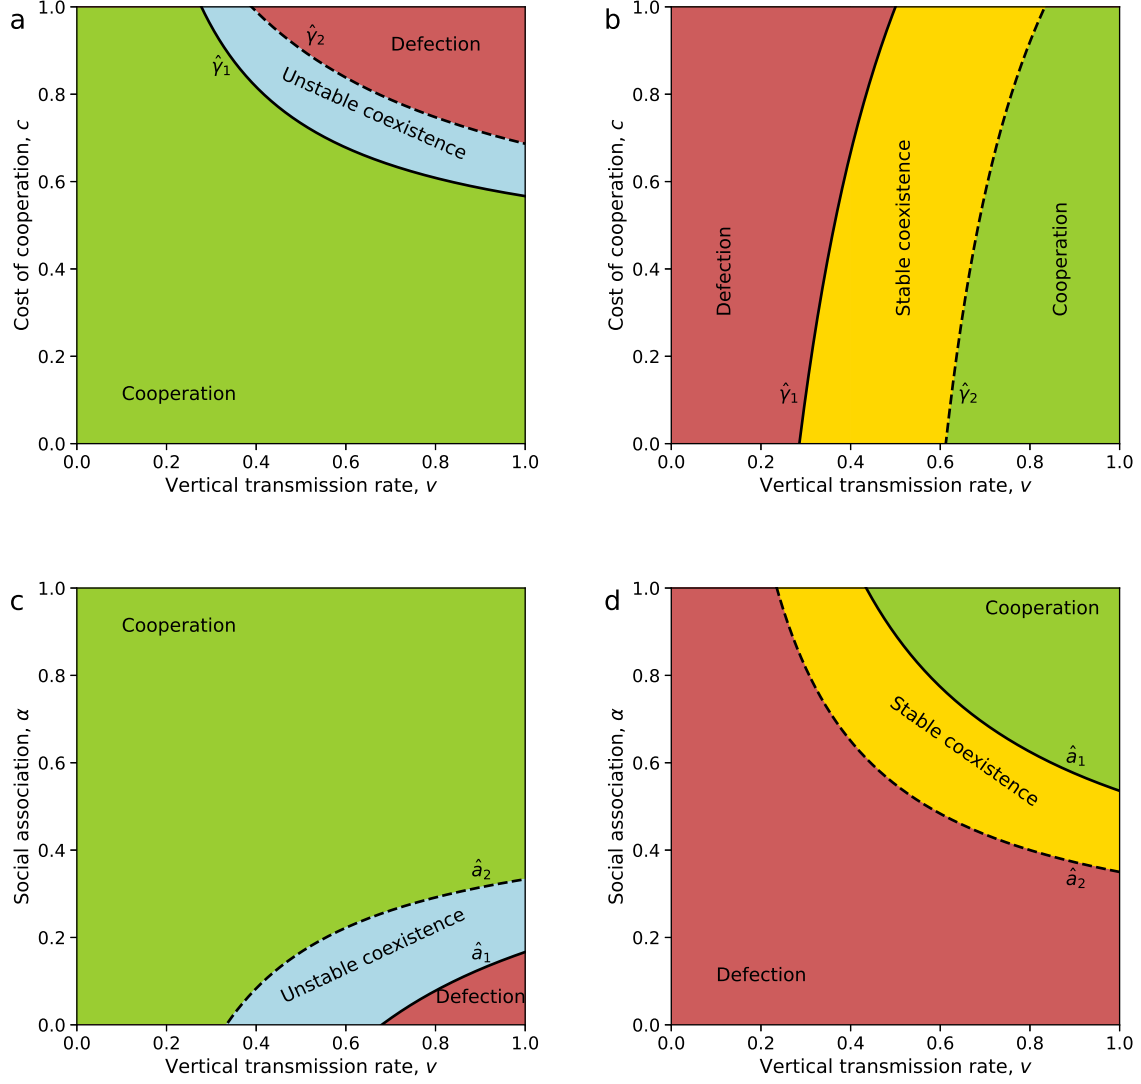 a
1.0
0.8
0.6
0.4
0.2
0.0
Cost of cooperation, c
γ̂1
γ̂2
Defection
Unstable coexistence
Cooperation
0.0 0.2 0.4 0.6 0.8 1.0
Vertical transmission rate, v
b
1.0
0.8
0.6
0.4
0.2
0.0
Cost of cooperation, c
Defection
Stable coexistence
Cooperation
γ̂1
γ̂2
0.0 0.2 0.4 0.6 0.8 1.0
Vertical transmission rate, v
c
1.0
0.8
0.6
0.4
0.2
0.0
Social association, α
Cooperation
â2
Unstable coexistence
â1
Defection
0.0 0.2 0.4 0.6 0.8 1.0
Vertical transmission rate, v
d
1.0
0.8
0.6
0.4
0.2
0.0
Social association, α
Cooperation
Stable coexistence
â1
â2
Defection
0.0 0.2 0.4 0.6 0.8 1.0
Vertical transmission rate, v